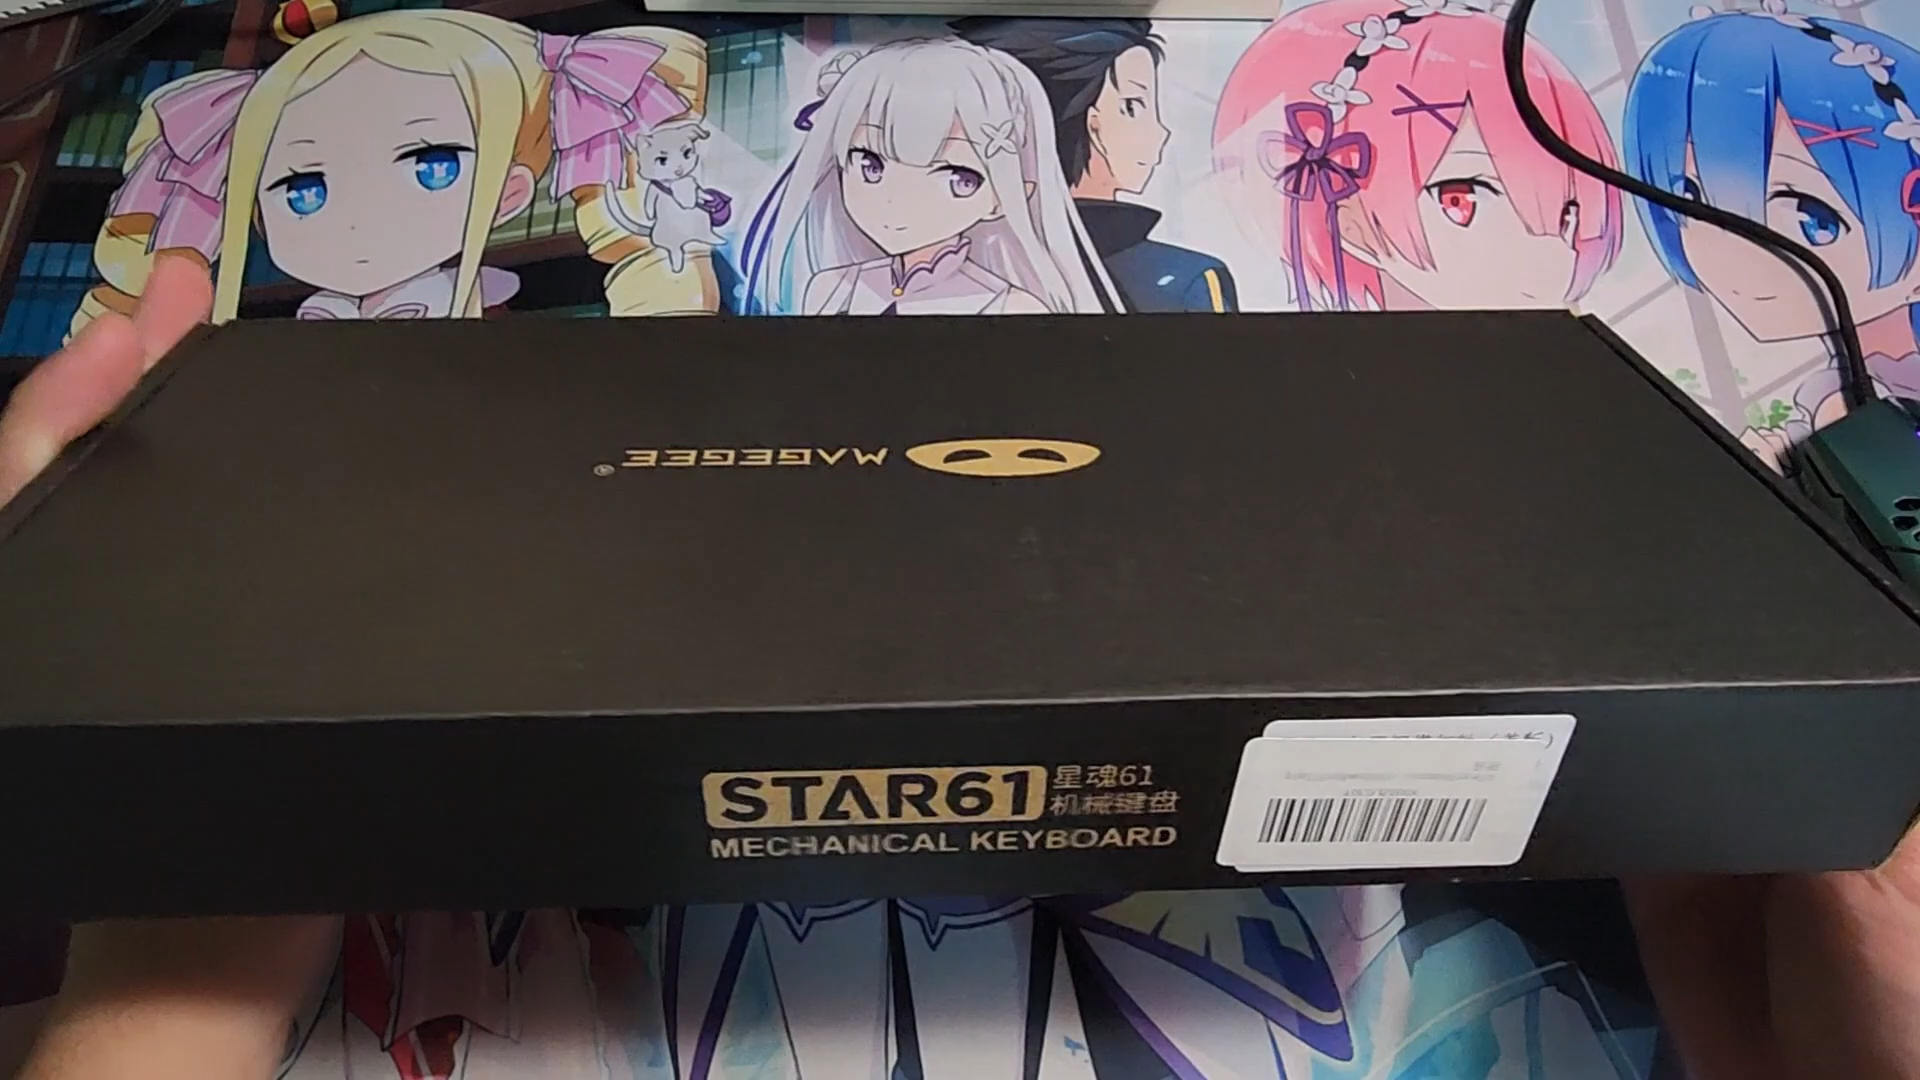 MAGEGEE®
STAR61
星魂61
机械键盘
MECHANICAL KEYBOARD